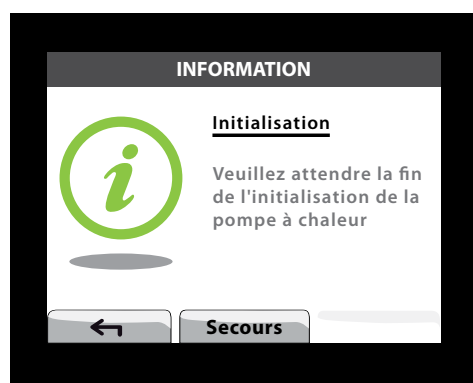 INFORMATION
Initialisation
Veuillez attendre la fin
de l'initialisation de la
pompe à chaleur
Secours